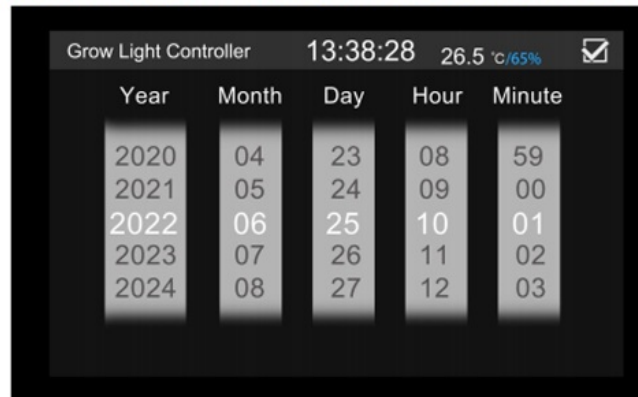 Grow Light Controller 13:38:28 26.5 ℃/65%
Year Month Day Hour Minute
2020 04 23 08 59
2021 05 24 09 00
2022 06 25 10 01
2023 07 26 11 02
2024 08 27 12 03